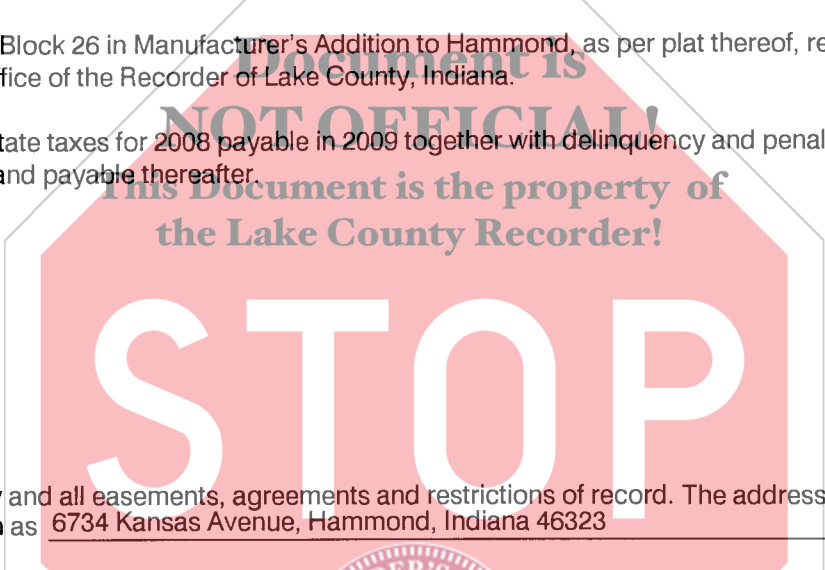 Block 26 in Manufacturer's Addition to Hammond, as per plat thereof, re
Document is
fice of the Recorder of Lake County, Indiana.
NOT OFFICIAL!
tate taxes for 2008 payable in 2009 together with delinquency and penal
and payable thereafter.
This Document is the property of
the Lake County Recorder!
STOP
and all easements, agreements and restrictions of record. The address
as 6734 Kansas Avenue, Hammond, Indiana 46323